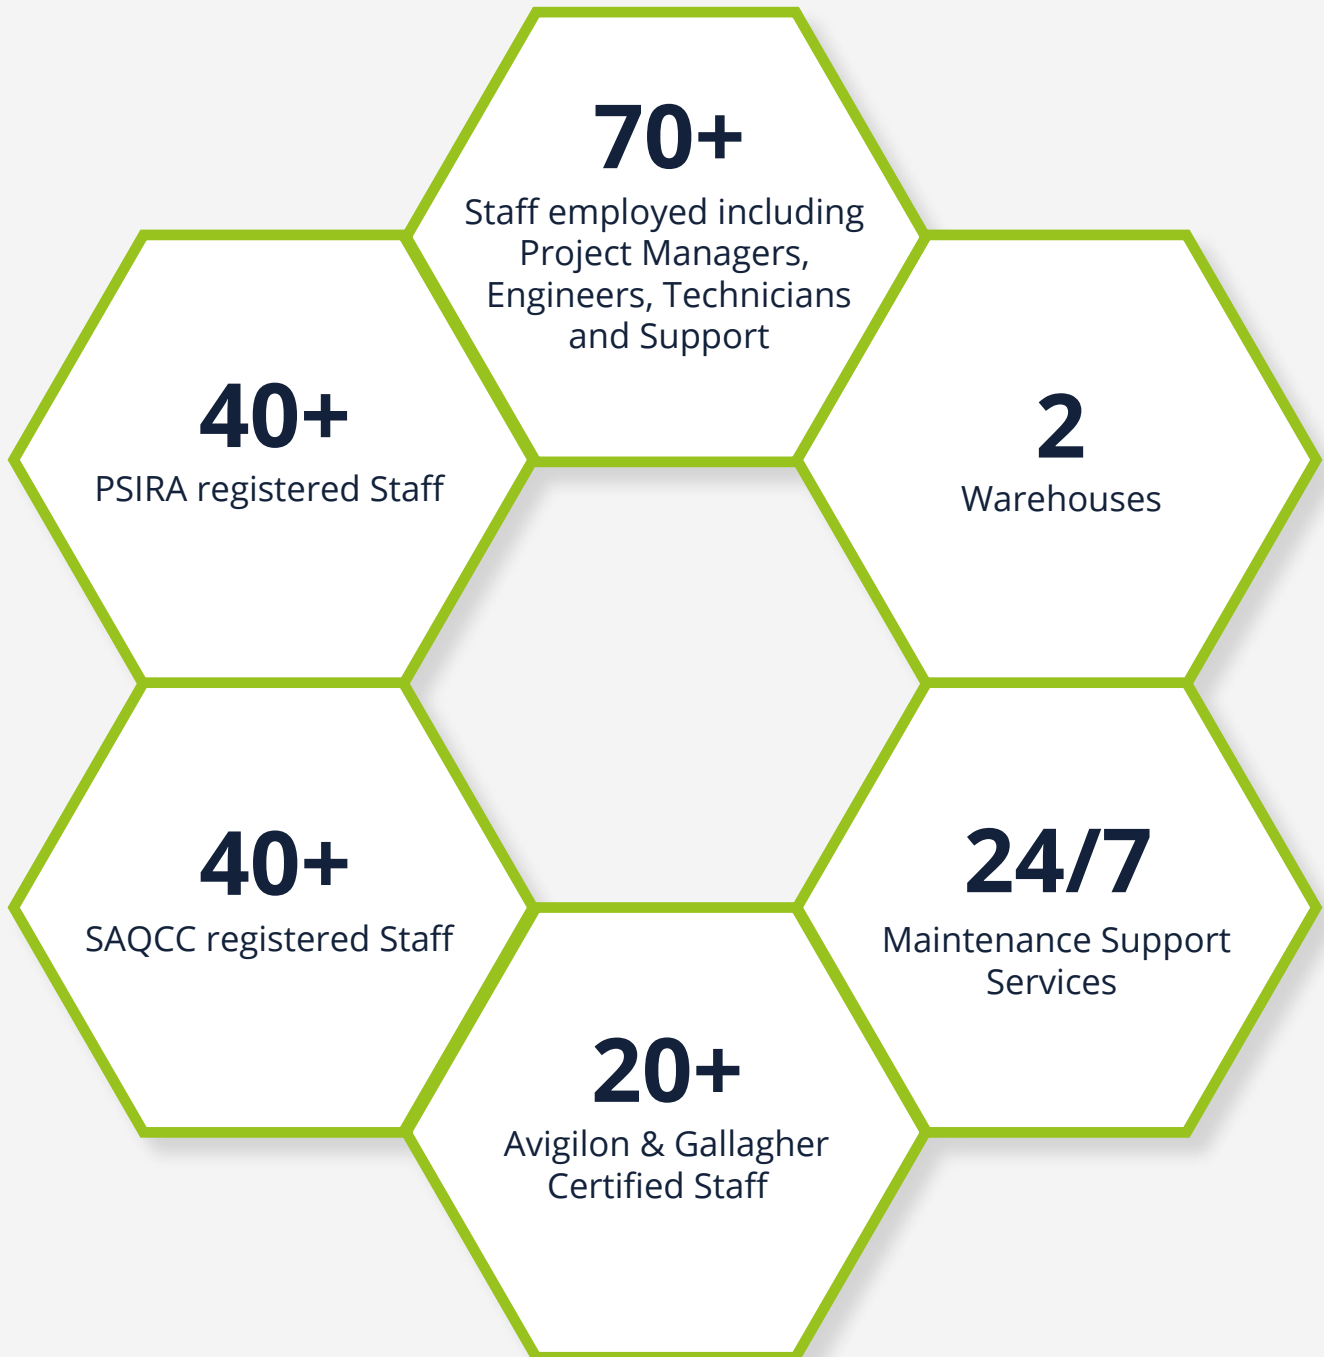 70+
Staff employed including
Project Managers,
Engineers, Technicians
and Support
40+
PSIRA registered Staff
2
Warehouses
40+
SAQCC registered Staff
24/7
Maintenance Support
Services
20+
Avigilon & Gallagher
Certified Staff